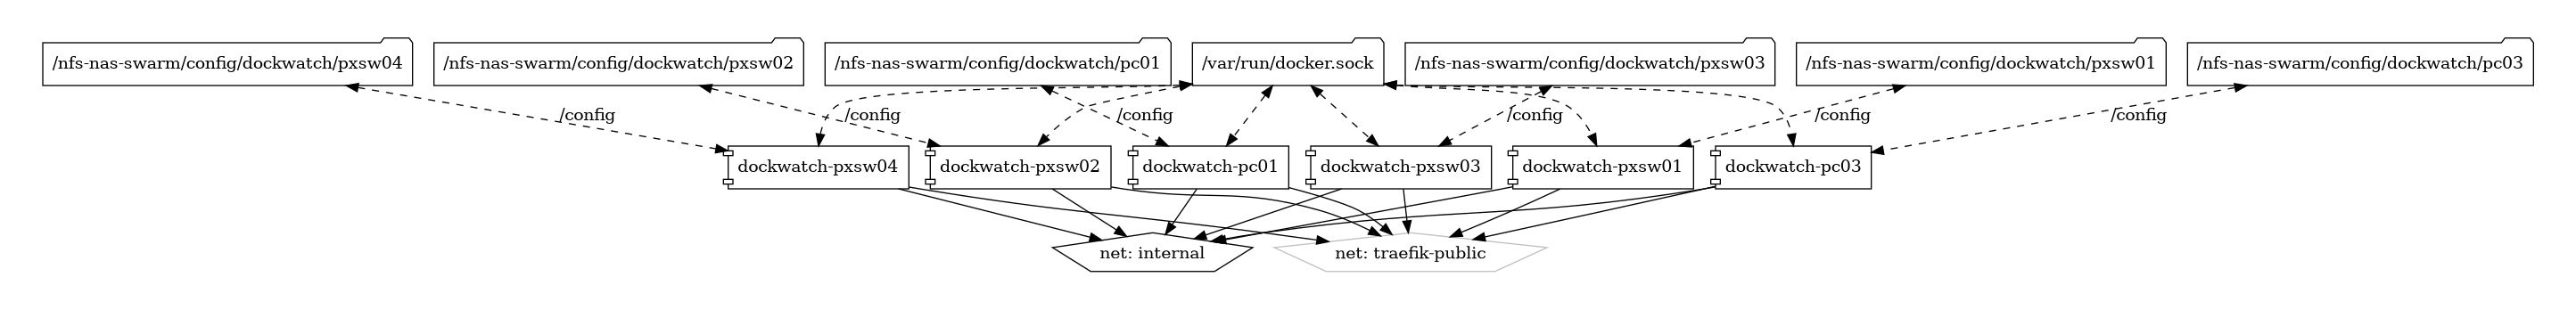 /nfs-nas-swarm/config/dockwatch/pxsw04
/nfs-nas-swarm/config/dockwatch/pxsw02
/nfs-nas-swarm/config/dockwatch/pc01
/var/run/docker.sock
/nfs-nas-swarm/config/dockwatch/pxsw03
/nfs-nas-swarm/config/dockwatch/pxsw01
/nfs-nas-swarm/config/dockwatch/pc03
/config
/config
/config
/config
/config
/config
dockwatch-pxsw04
dockwatch-pxsw02
dockwatch-pc01
dockwatch-pxsw03
dockwatch-pxsw01
dockwatch-pc03
net: internal
net: traefik-public